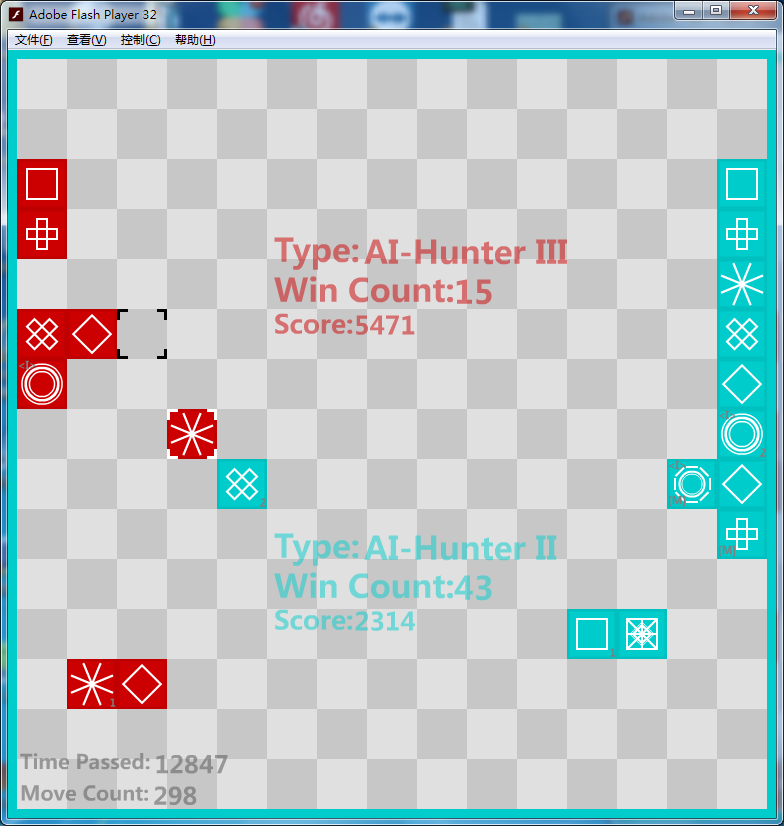 Adobe Flash Player 32
文件(F) 查看(V) 控制(C) 帮助(H)
Type: AI-Hunter III
Win Count:15
Score:5471
Type: AI-Hunter II
Win Count:43
Score:2314
Time Passed: 12847
Move Count: 298